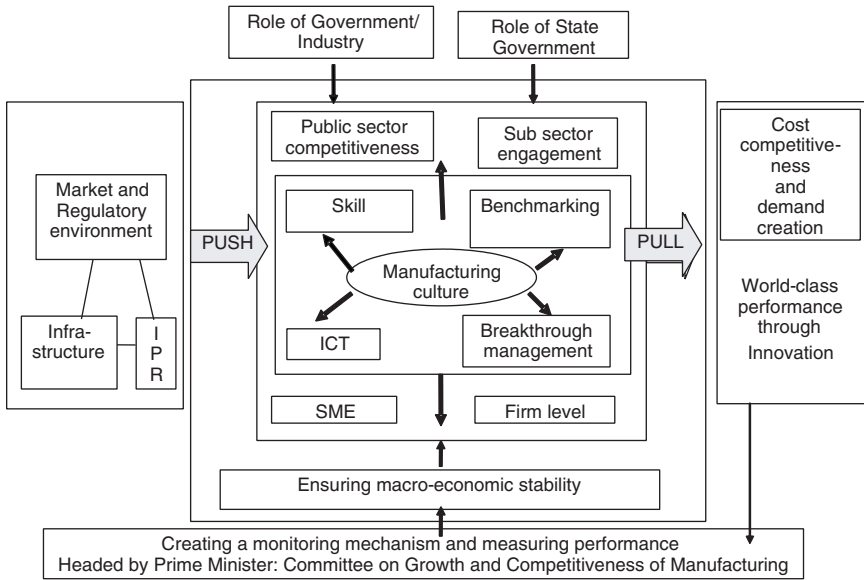 Role of Government/
Industry
Role of State
Government
Public sector
competitiveness
Sub sector
engagement
Market and
Regulatory
environment
Infra-
structure
I
P
R
PUSH
Skill
Benchmarking
Manufacturing
culture
ICT
Breakthrough
management
SME
Firm level
PULL
Cost
competitive-
ness
and
demand
creation
World-class
performance
through
Innovation
Ensuring macro-economic stability
Creating a monitoring mechanism and measuring performance
Headed by Prime Minister: Committee on Growth and Competitiveness of Manufacturing